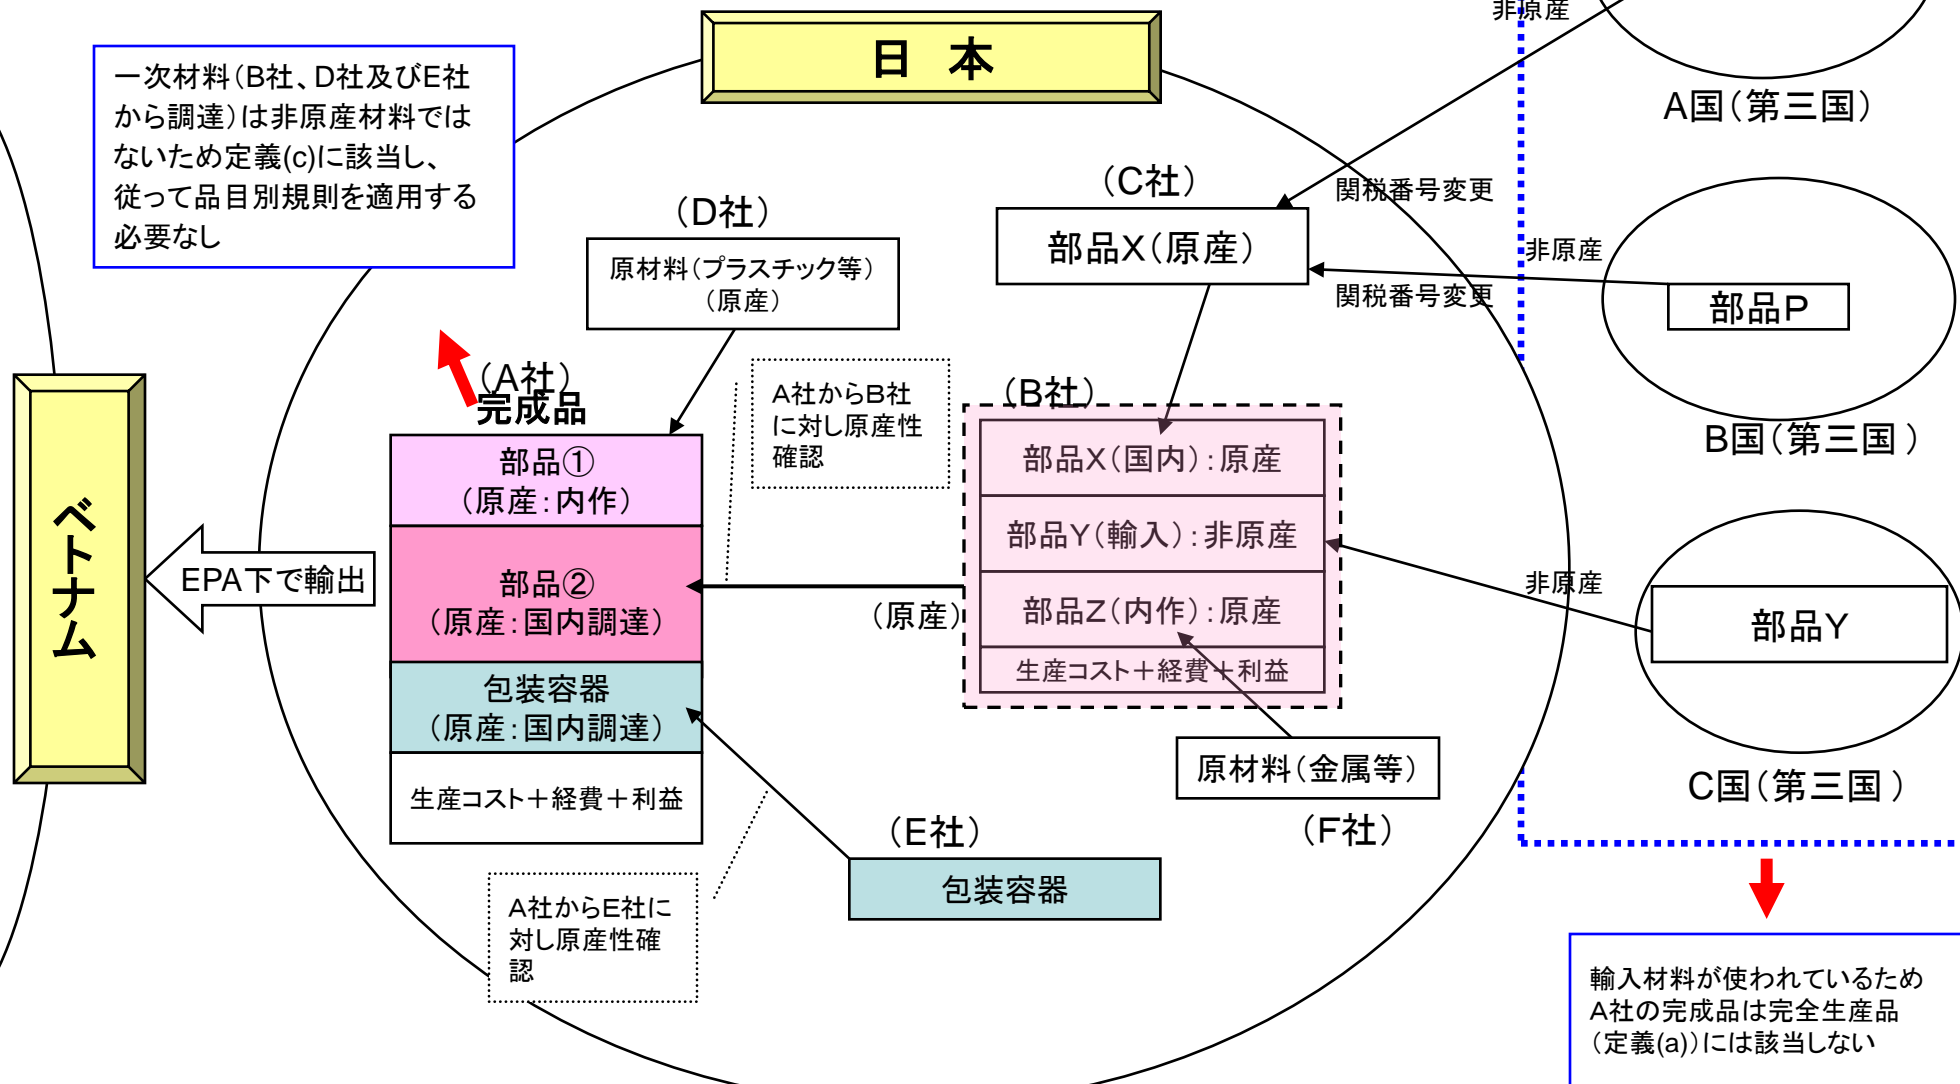 日 本
非原産
一次材料（B社、D社及びE社
から調達）は非原産材料では
ないため定義(c)に該当し、
従って品目別規則を適用する
必要なし
A国（第三国）
（C社）
関税番号変更
部品X（原産）
（D社）
原材料（プラスチック等）
（原産）
非原産
関税番号変更
部品P
B国（第三国）
（A社）
完成品
A社からB社
に対し原産性
確認
（B社）
部品①
（原産：内作）
部品X（国内）：原産
部品Y（輸入）：非原産
部品Z（内作）：原産
生産コスト＋経費＋利益
ベトナム
EPA下で輸出
部品②
（原産：国内調達）
（原産）
非原産
部品Y
C国（第三国）
包装容器
（原産：国内調達）
生産コスト＋経費＋利益
原材料（金属等）
（F社）
（E社）
包装容器
A社からE社に
対し原産性確
認
輸入材料が使われているため
A社の完成品は完全生産品
（定義(a)）には該当しない